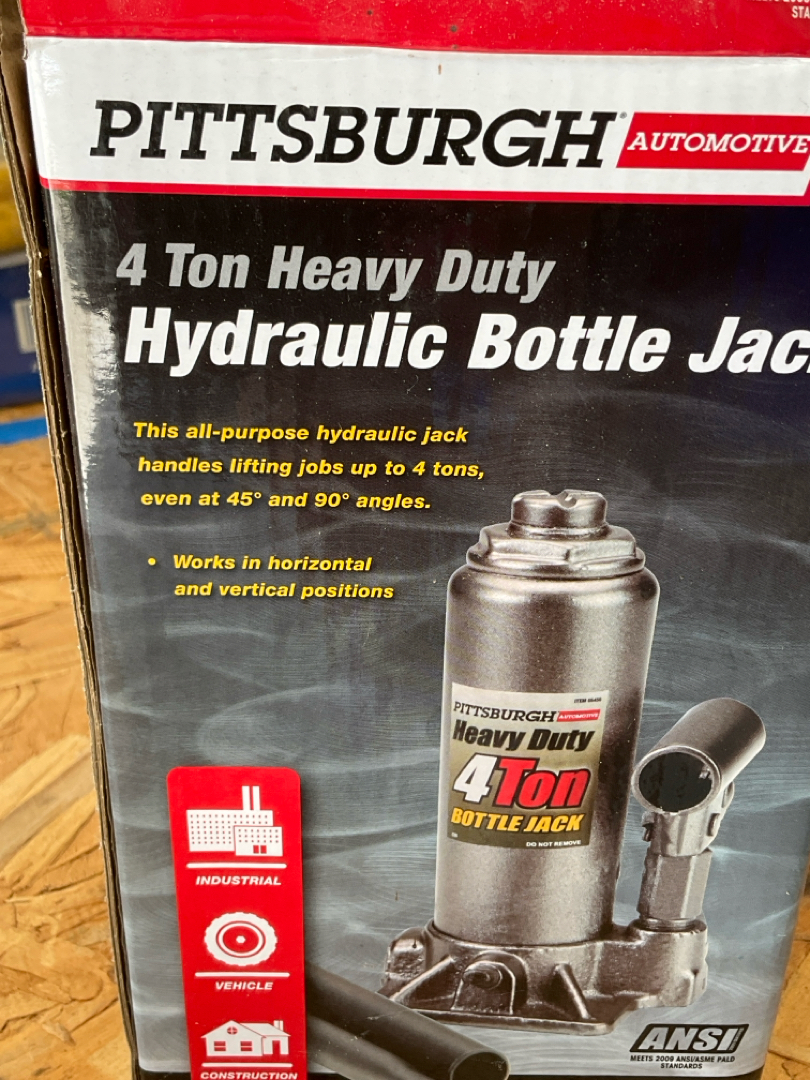 STA
PITTSBURGH
AUTOMOTIVE
4 Ton Heavy Duty
Hydraulic Bottle Jac
This all-purpose hydraulic jack
handles lifting jobs up to 4 tons,
even at 45° and 90° angles.
• Works in horizontal
and vertical positions
PITTSBURGH AUTOMOTIVE
Heavy Duty
4 Ton
BOTTLE JACK
DO NOT REMOVE
INDUSTRIAL
VEHICLE
CONSTRUCTION
ANSI
MEETS 2009 ANSI/ASME PALD
STANDARDS